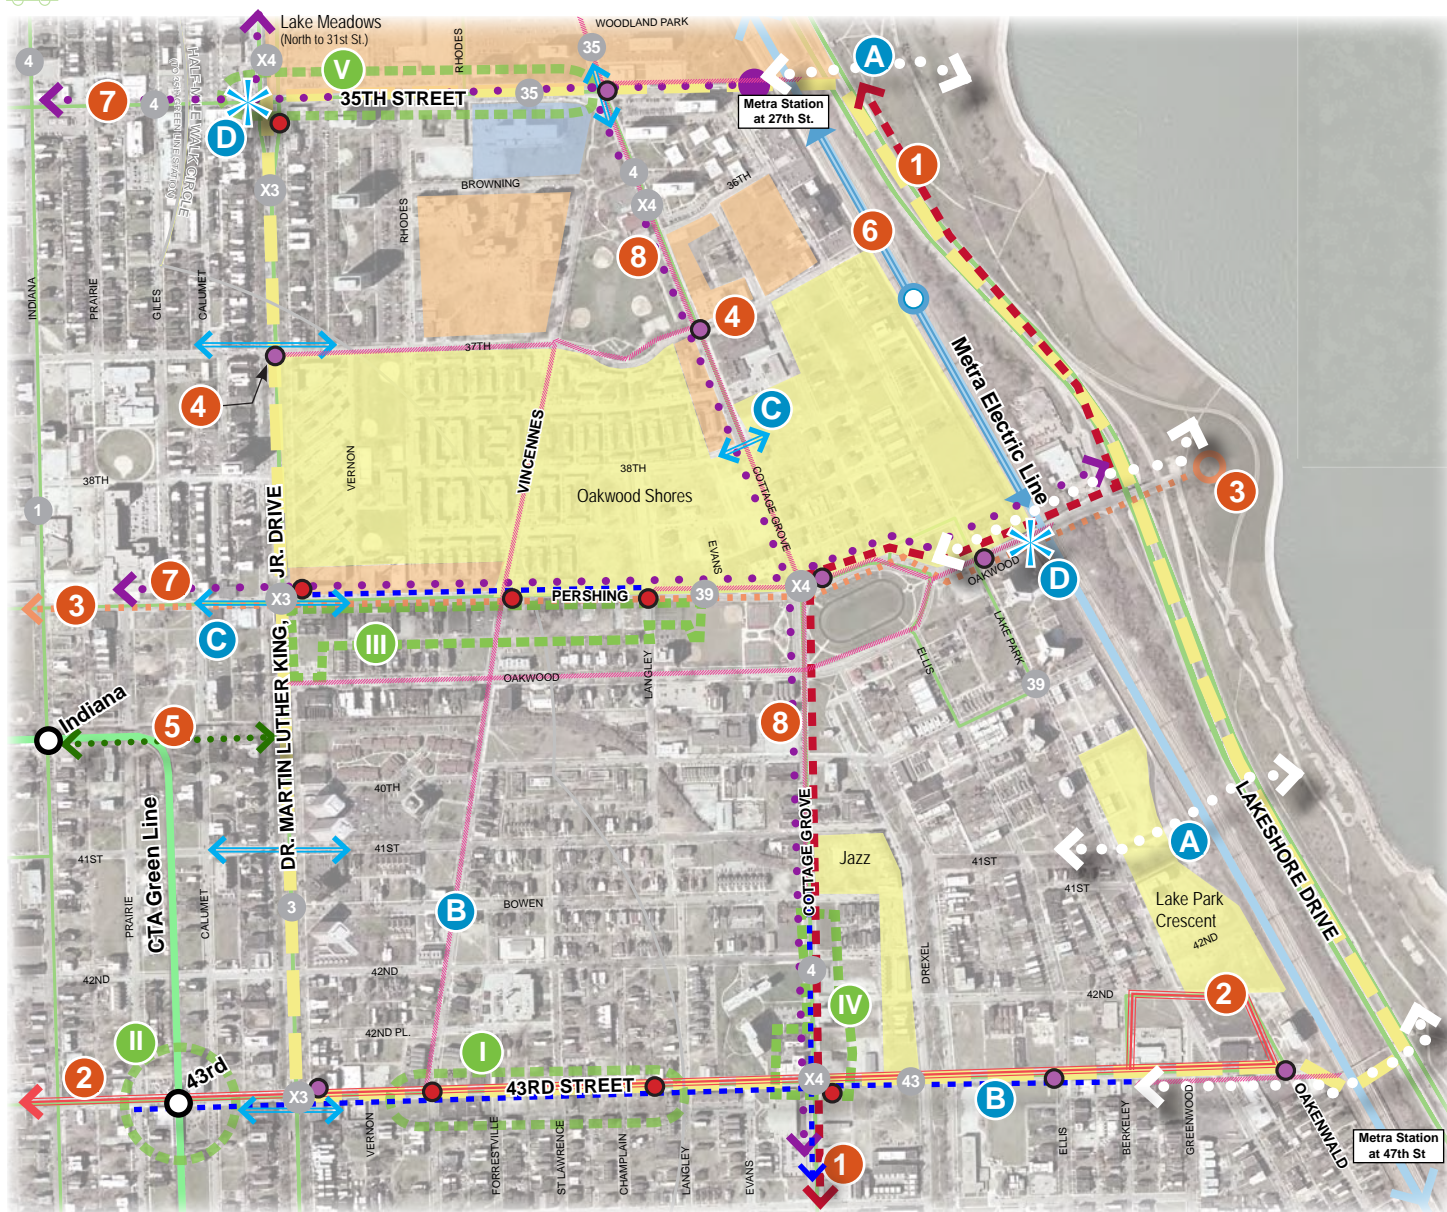 Lake Meadows
(North to 31st St.)
WOODLAND PARK
RHODES
35
4
X4
V
A
HALF-MILE WALK CIRCLE
35TH STREET
35
7
4
D
Metra Station
at 27th St.
1
X3
BROWNING
4
X4
36TH
RHODES
8
6
INDIANA
PRAIRIE
GILES
CALUMET
4
37TH
4
Metra Electric Line
C
VINCENNES
VERNON
38TH
Oakwood Shores
COTTAGE GROVE
38TH
1
3
JR. DRIVE
EVANS
OAKWOOD
D
7
3
X3
PERSHING
39
X4
C
III
LANGLEY
OAKWOOD
ELLIS
LAKE PARK
39
DR. MARTIN LUTHER KING,
Indiana
5
8
40TH
COTTAGE GROVE
LAKESHORE DRIVE
CTA Green Line
41ST
41ST
Jazz
41ST
41ST
A
Lake Park
Crescent
42ND
PRAIRIE
CALUMET
3
B
BOWEN
DREXEL
42ND
42ND
4
42ND
2
IV
42ND PL.
II
I
43rd
2
X3
43RD STREET
X4
43
B
VERNON
FORRESTVILLE
ST LAWRENCE
CHAMPLAIN
LANGLEY
EVANS
1
ELLIS
BERKELEY
GREENWOOD
OAKENWALD
Metra Station
at 47th St